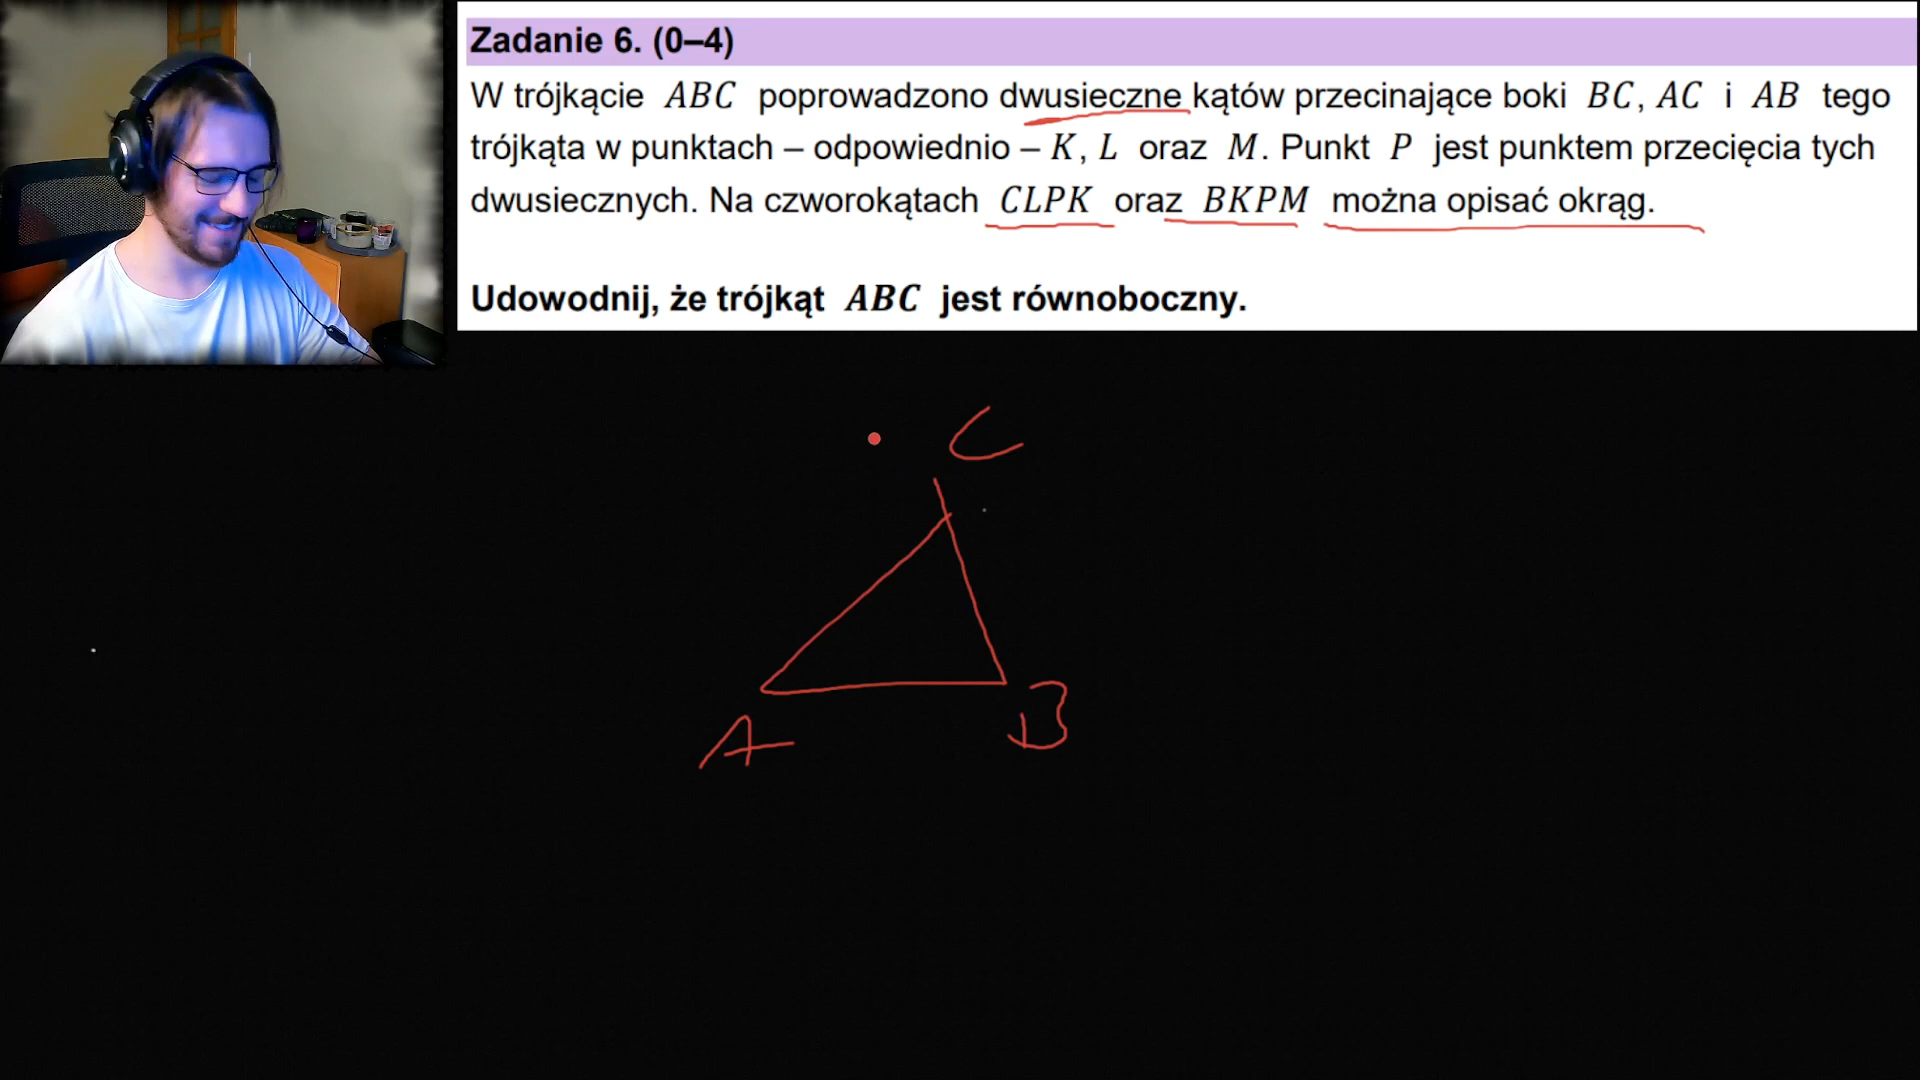 Zadanie 6. (0–4)
W trójkącie ABC poprowadzono dwusieczne kątów przecinające boki BC, AC i AB tego
trójkąta w punktach – odpowiednio – K, L oraz M. Punkt P jest punktem przecięcia tych
dwusiecznych. Na czworokątach CLPK oraz BKPM można opisać okrąg.
Udowodnij, że trójkąt ABC jest równoboczny.
C
A
B